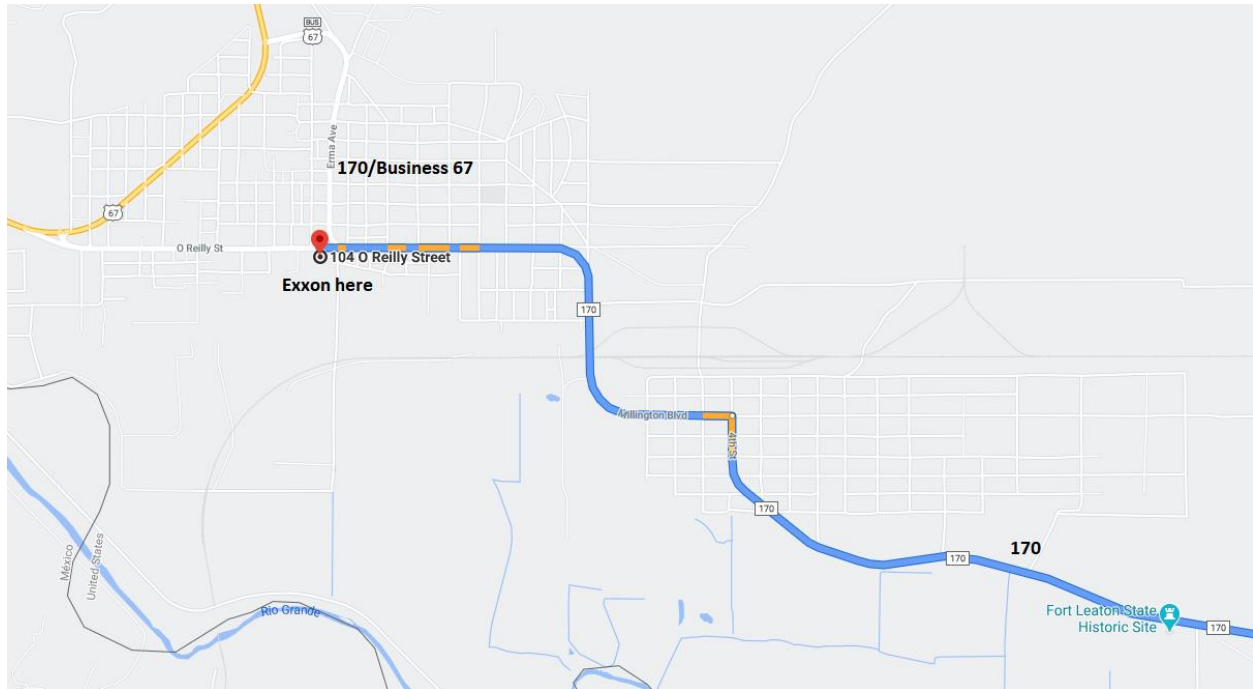 BUS
67
Erma Ave
170/Business 67
67
O Reilly St
104 O Reilly Street
Exxon here
170
Millington Blvd
4th St
170
México
United States
170
170
Rio Grande
Fort Leaton State
Historic Site
170